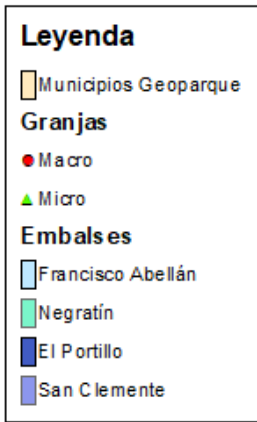 Leyenda
Municipios Geoparque
Granjas
Macro
Micro
Embalses
Francisco Abellán
Negratín
El Portillo
San Clemente